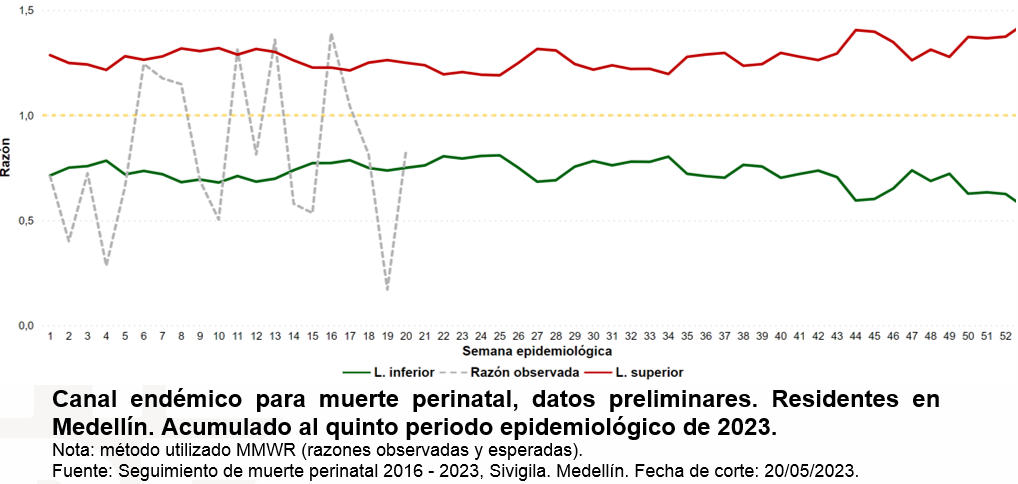 1,5
1,0
0,5
0,0
Razón
1 2 3 4 5 6 7 8 9 10 11 12 13 14 15 16 17 18 19 20 21 22 23 24 25 26 27 28 29 30 31 32 33 34 35 36 37 38 39 40 41 42 43 44 45 46 47 48 49 50 51 52
Semana epidemiológica
L. inferior Razón observada L. superior
Canal endémico para muerte perinatal, datos preliminares. Residentes en
Medellín. Acumulado al quinto periodo epidemiológico de 2023.
Nota: método utilizado MMWR (razones observadas y esperadas).
Fuente: Seguimiento de muerte perinatal 2016 - 2023, Sivigila. Medellín. Fecha de corte: 20/05/2023.